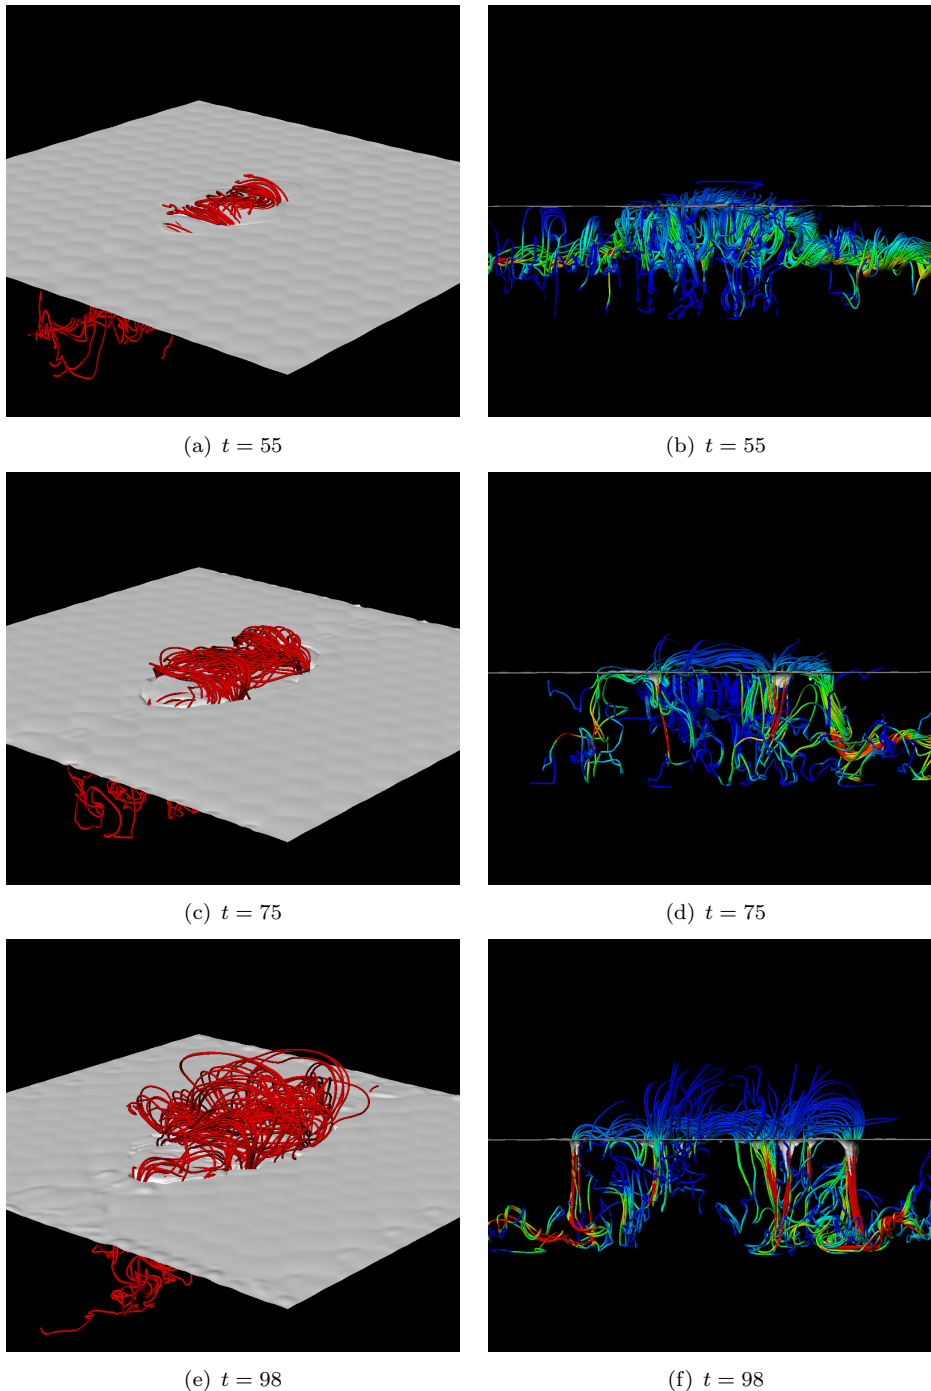 (a) t = 55
(b) t = 55
(c) t = 75
(d) t = 75
(e) t = 98
(f) t = 98